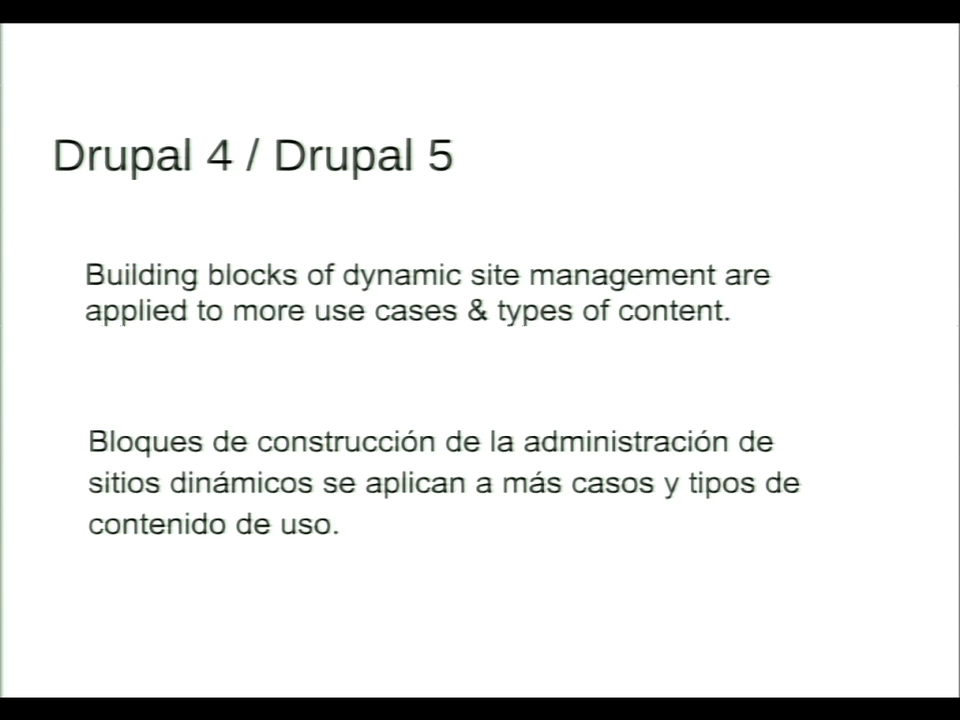 Drupal 4 / Drupal 5
Building blocks of dynamic site management are
applied to more use cases & types of content.
Bloques de construcción de la administración de
sitios dinámicos se aplican a más casos y tipos de
contenido de uso.